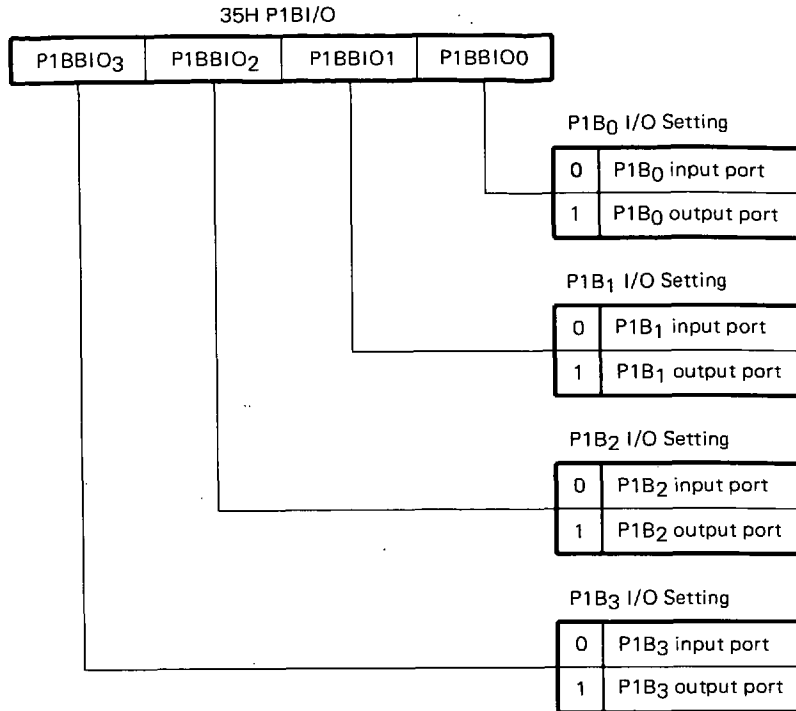 35H P1BI/O
P1BBIO3 P1BBIO2 P1BBIO1 P1BBIO0
P1B0 I/O Setting
0 P1B0 input port
1 P1B0 output port
P1B1 I/O Setting
0 P1B1 input port
1 P1B1 output port
P1B2 I/O Setting
0 P1B2 input port
1 P1B2 output port
P1B3 I/O Setting
0 P1B3 input port
1 P1B3 output port